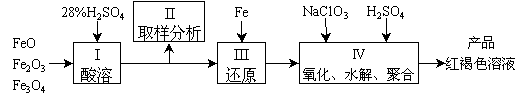 28%H₂SO₄
Ⅱ
取样分析
Fe
NaClO₃
H₂SO₄
FeO
Fe₂O₃
Fe₃O₄
Ⅰ
酸溶
Ⅲ
还原
Ⅳ
氧化、水解、聚合
产品
红褐色溶液